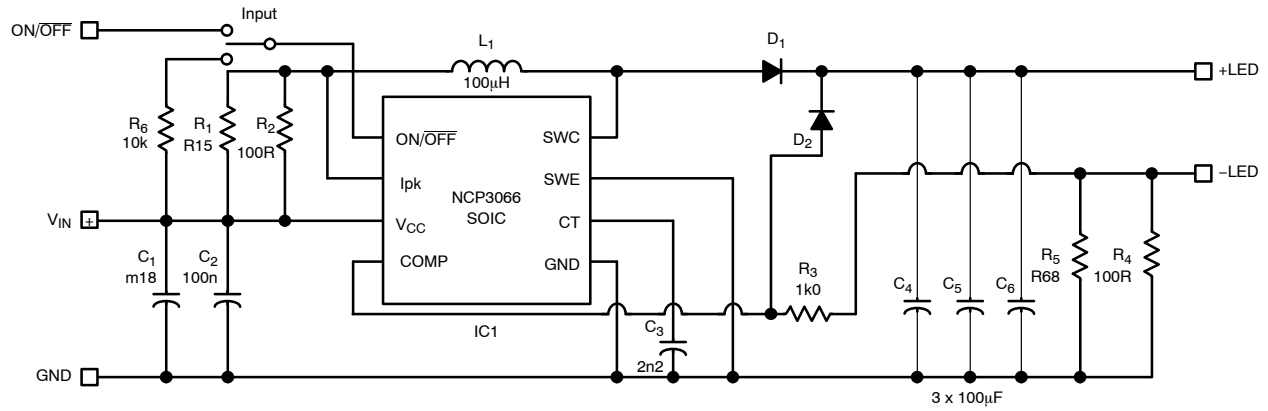 Input
ON/OFF
L1
100μH
D1
+LED
R6
10k
R1
R15
R2
100R
ON/OFF
SWC
D2
Ipk
SWE
–LED
NCP3066
SOIC
VIN
+
VCC
CT
COMP
GND
C1
m18
C2
100n
R3
1k0
R5
R68
R4
100R
C4
C5
C6
IC1
C3
2n2
GND
3 x 100μF